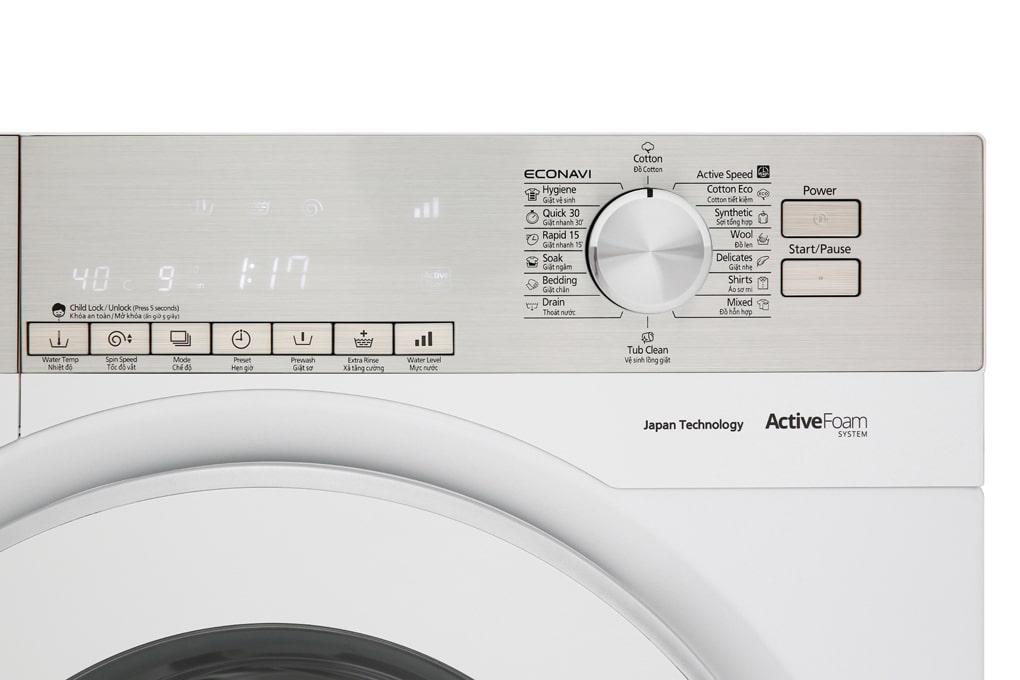 40 °C 9 1:17
Active
Child Lock / Unlock (Press 5 seconds)
Khóa an toàn / Mở khóa (ấn giữ 5 giây)
Water Temp
Nhiệt độ
Spin Speed
Tốc độ vắt
Mode
Chế độ
Preset
Hẹn giờ
Prewash
Giặt sơ
Extra Rinse
Xả tăng cường
Water Level
Mực nước
Cotton
Đồ Cotton
ECONAVI
Hygiene
Giặt vệ sinh
Quick 30
Giặt nhanh 30'
Rapid 15
Giặt nhanh 15'
Soak
Giặt ngâm
Bedding
Giặt chăn
Drain
Thoát nước
Active Speed
Cotton Eco
Cotton tiết kiệm
ECO
Synthetic
Sợi tổng hợp
Wool
Đồ len
Delicates
Giặt nhẹ
Shirts
Áo sơ mi
Mixed
Đồ hỗn hợp
Tub Clean
Vệ sinh lồng giặt
Power
Start/Pause
Japan Technology
ActiveFoam
SYSTEM